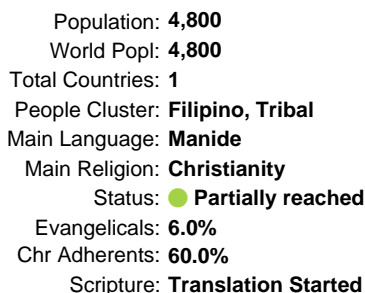 Population: 4,800
World Popl: 4,800
Total Countries: 1
People Cluster: Filipino, Tribal
Main Language: Manide
Main Religion: Christianity
Status: Partially reached
Evangelicals: 6.0%
Chr Adherents: 60.0%
Scripture: Translation Started